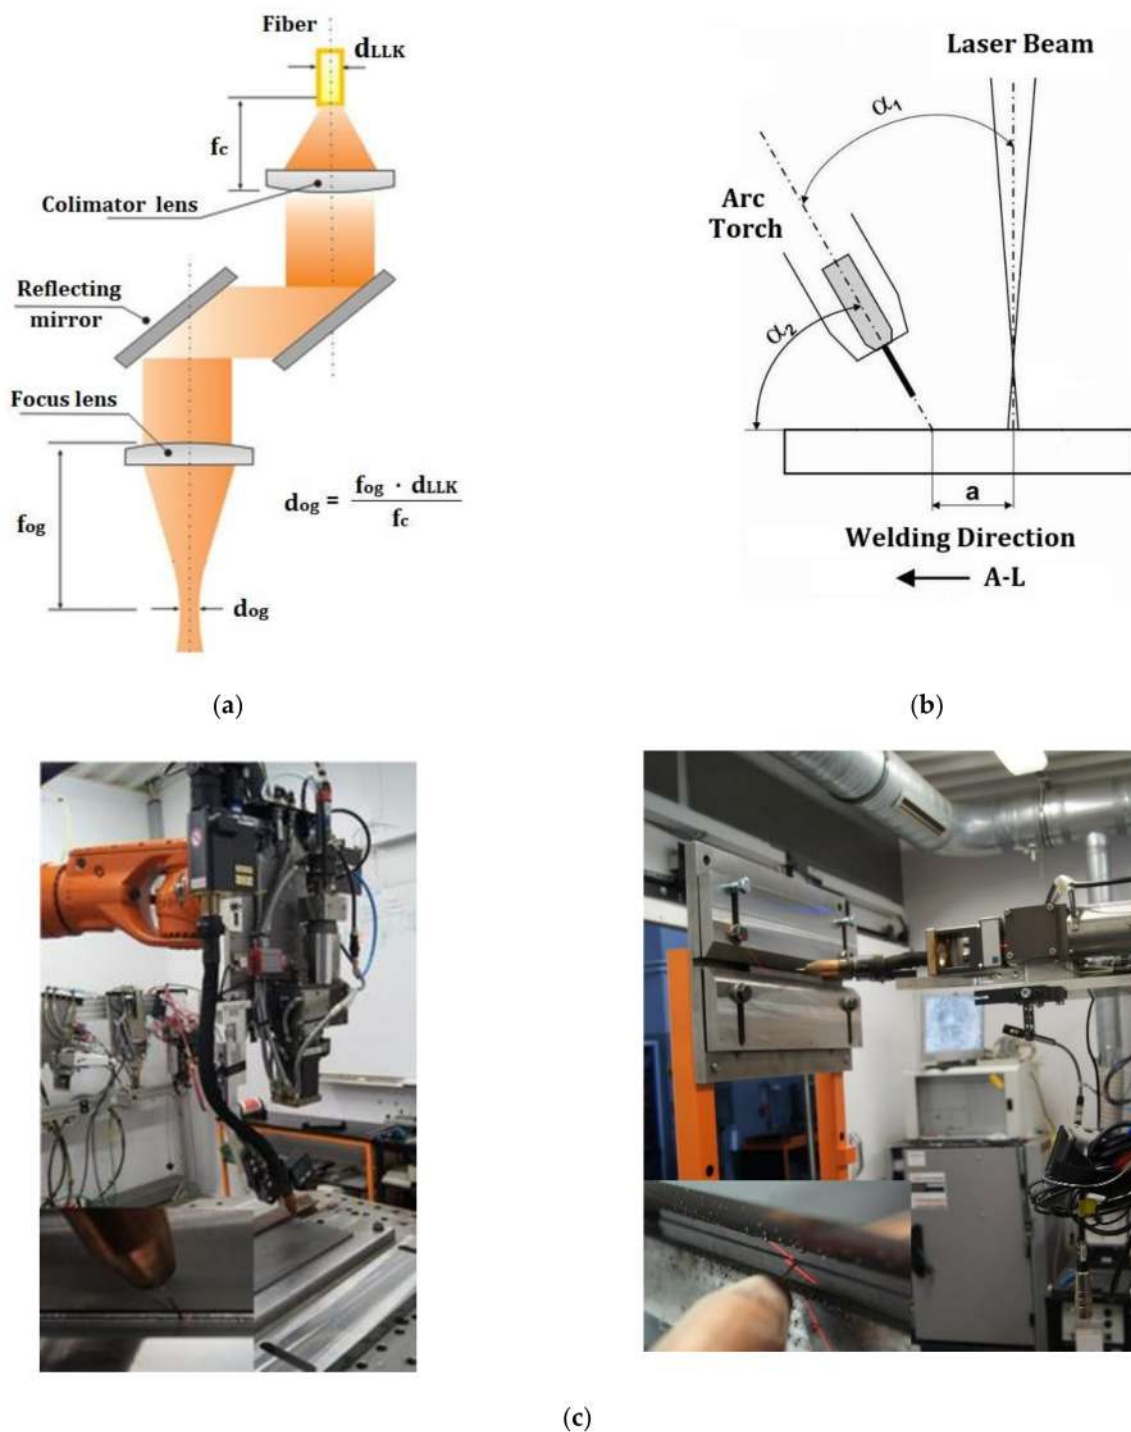 Fiber
dLLK
fc
Colimator lens
Reflecting
mirror
Focus lens
fog
dog = fog · dLLK / fc
dog
(a)
Laser Beam
α1
Arc
Torch
α2
a
Welding Direction
A-L
(b)
8
(c)